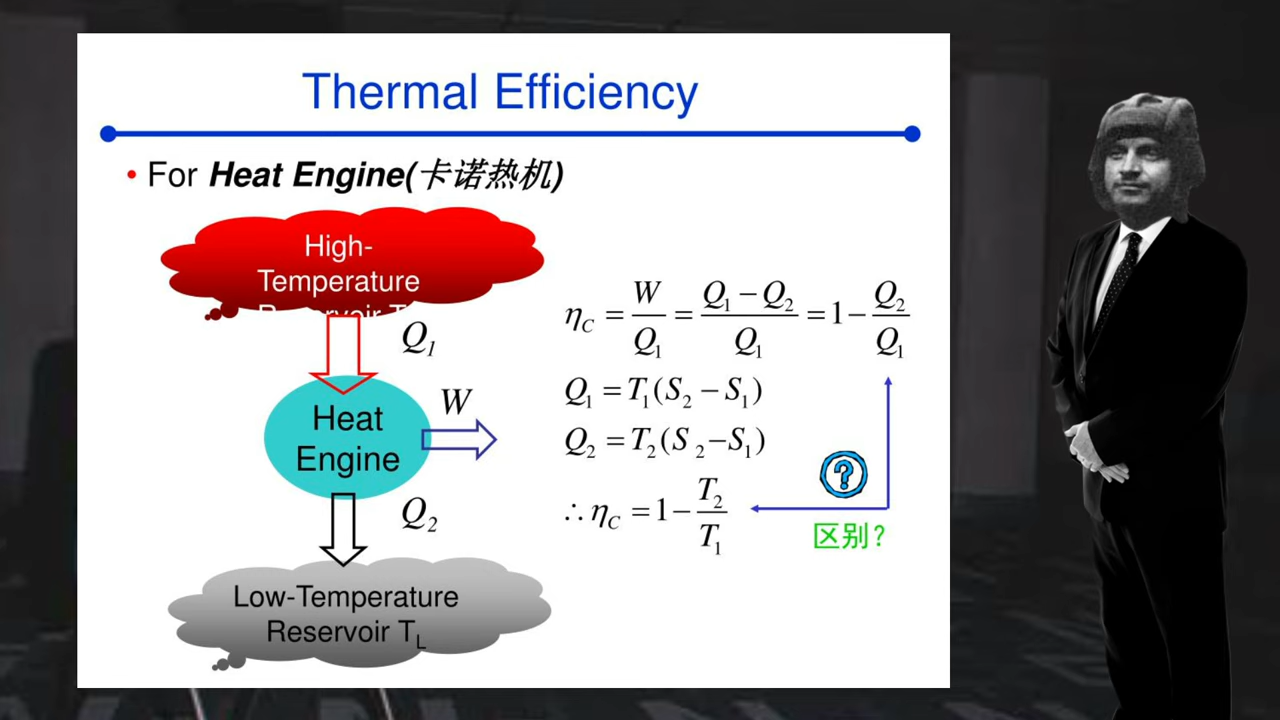 Thermal Efficiency
• For Heat Engine(卡诺热机)
High-
Temperature
Reservoir T
Q₁
Heat
Engine
W
Q₂
Low-Temperature
Reservoir T_L
η_C = W/Q₁ = (Q₁ − Q₂)/Q₁ = 1 − Q₂/Q₁
Q₁ = T₁(S₂ − S₁)
Q₂ = T₂(S₂−S₁)
∴ η_C = 1 − T₂/T₁
?
区别?